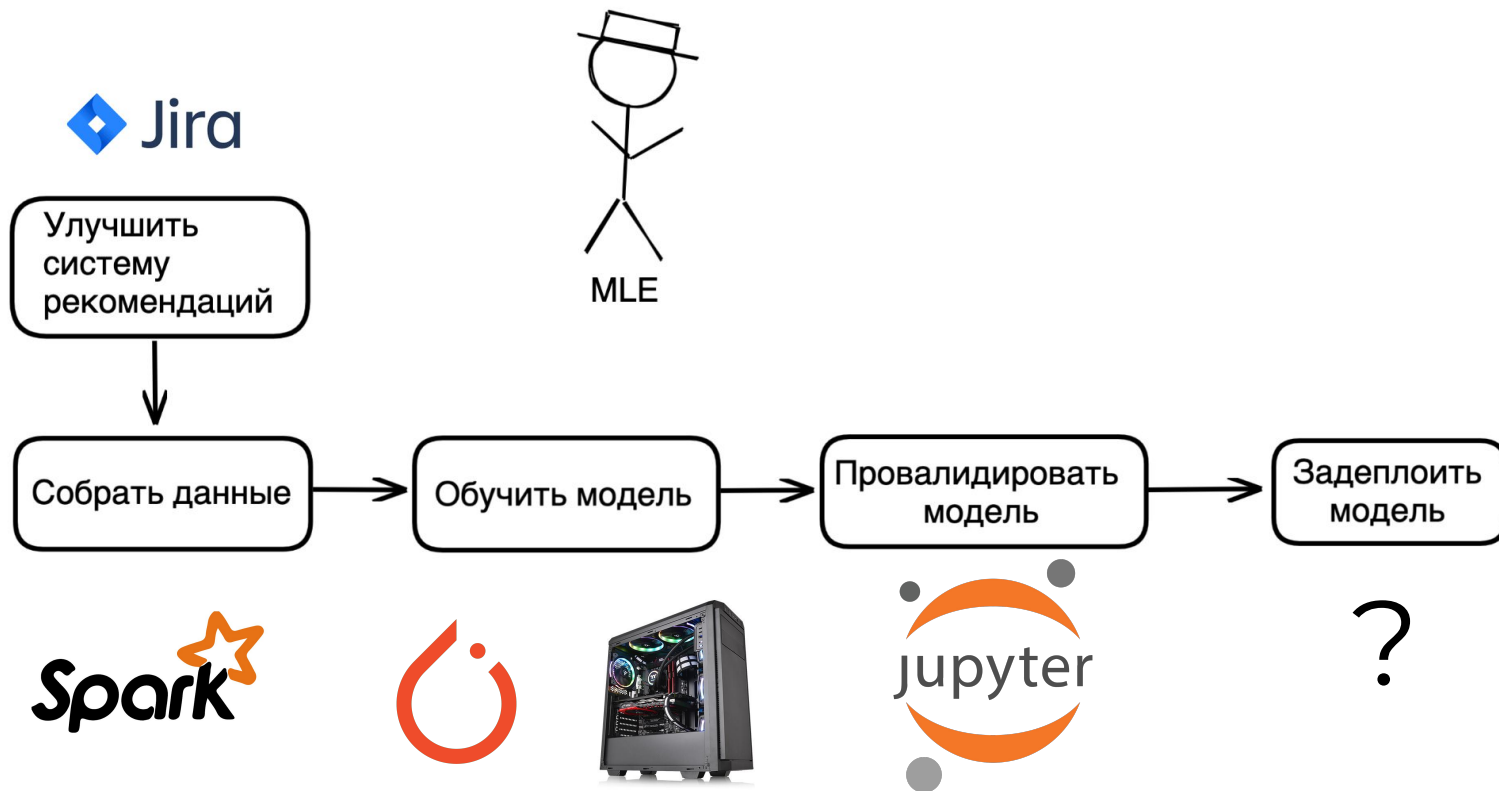 Jira
Улучшить
систему
рекомендаций
MLE
Собрать данные
Обучить модель
Провалидировать
модель
Задеплоить
модель
Spark
jupyter
?